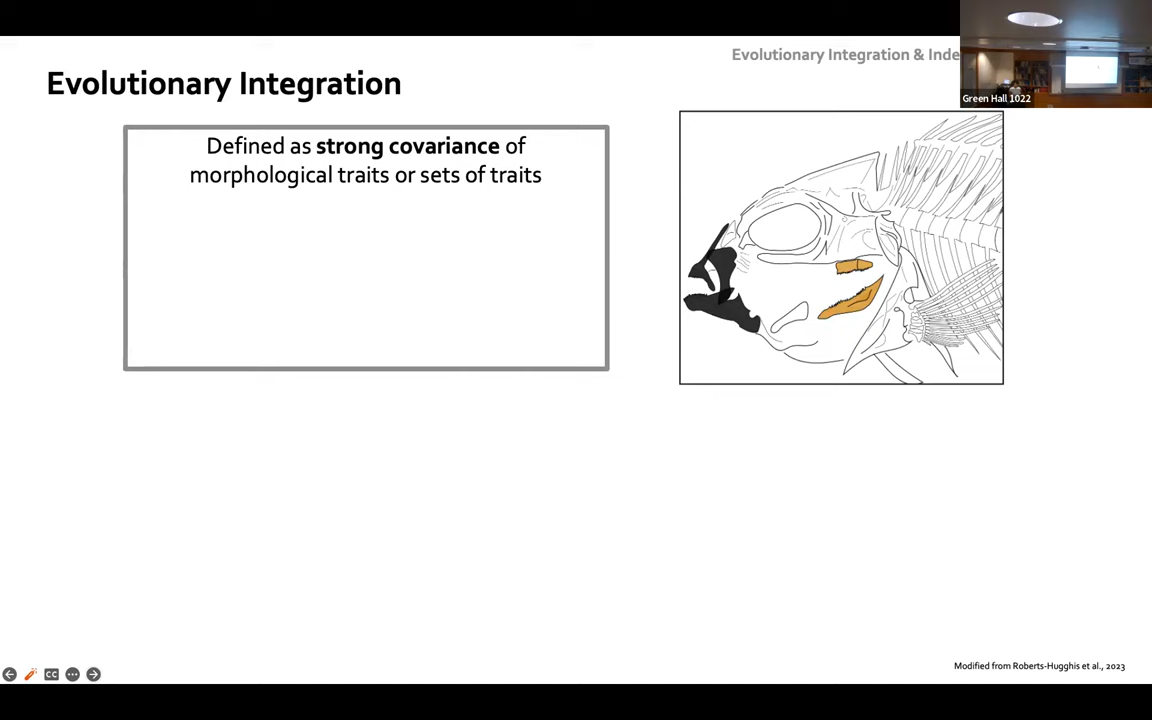 Evolutionary Integration & Inde
Evolutionary Integration
Green Hall 1022
Defined as strong covariance of
morphological traits or sets of traits
CC
Modified from Roberts-Hugghis et al., 2023